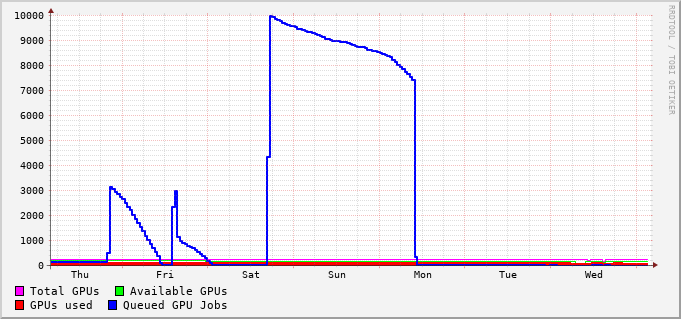 10000
9000
8000
7000
6000
5000
4000
3000
2000
1000
0
Thu Fri Sat Sun Mon Tue Wed
Total GPUs Available GPUs
GPUs used Queued GPU Jobs
RRDTOOL / TOBI OETIKER